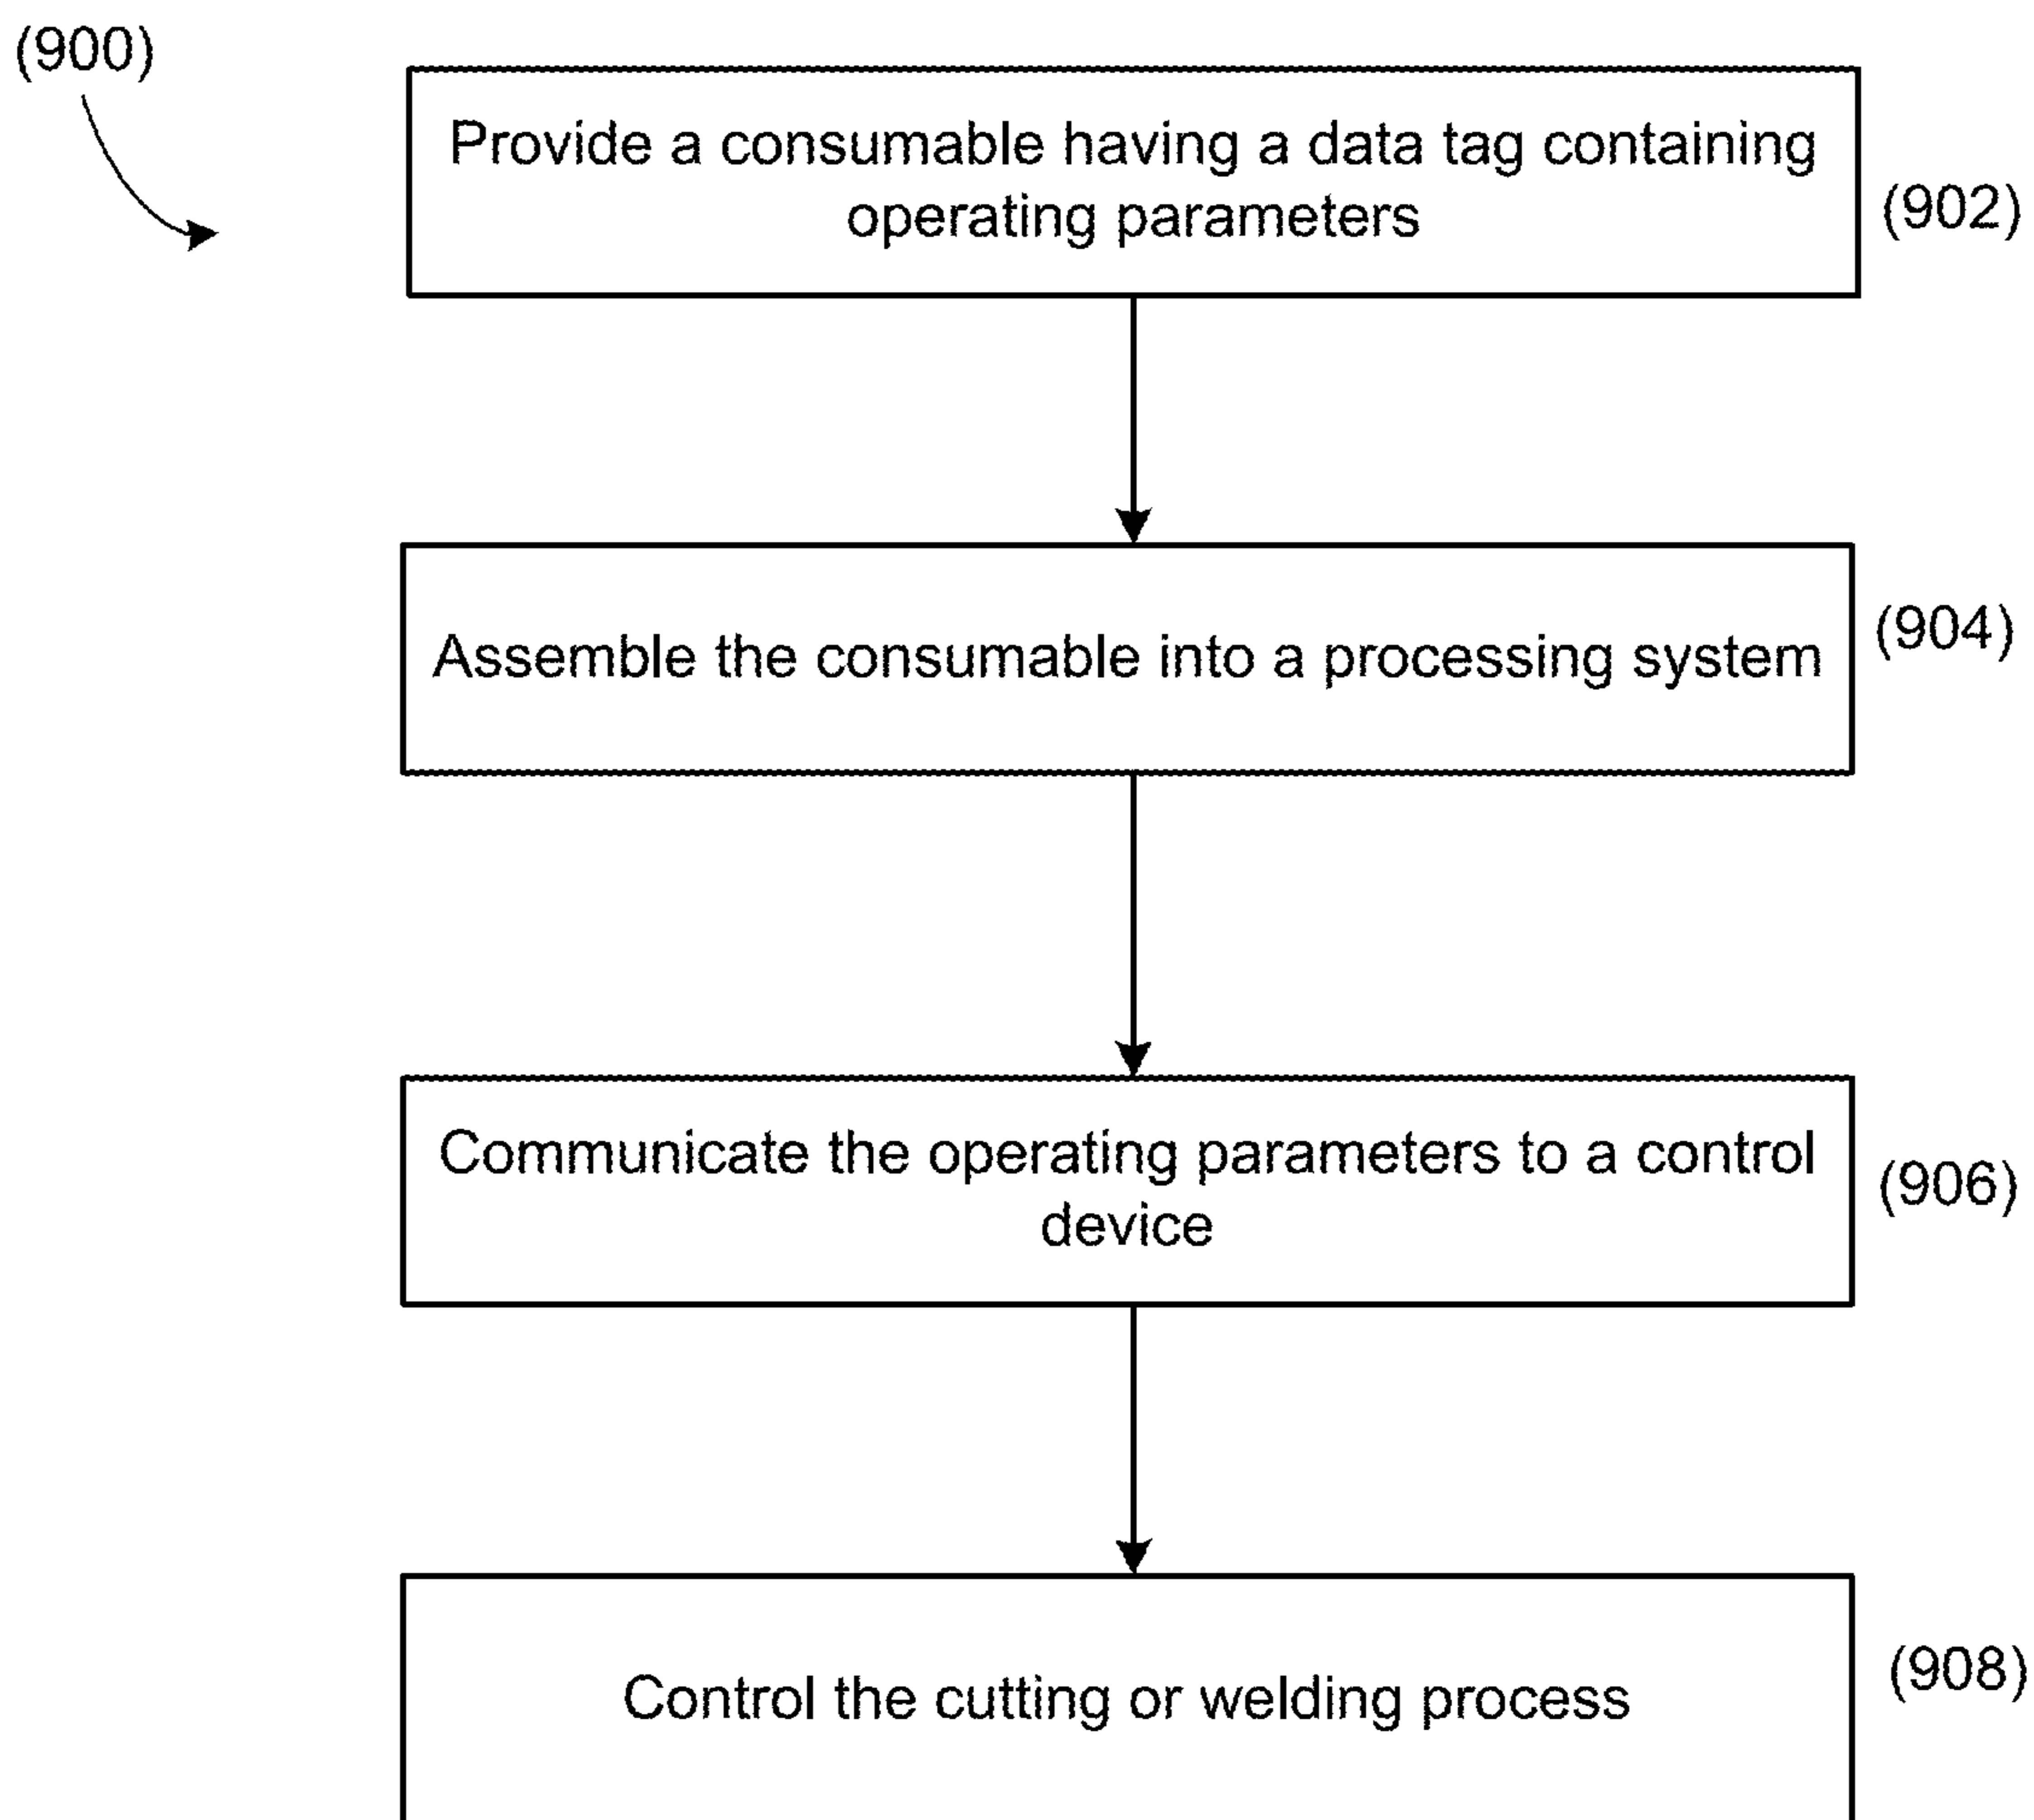 (900)
Provide a consumable having a data tag containing
operating parameters
(902)
Assemble the consumable into a processing system
(904)
Communicate the operating parameters to a control
device
(906)
Control the cutting or welding process
(908)